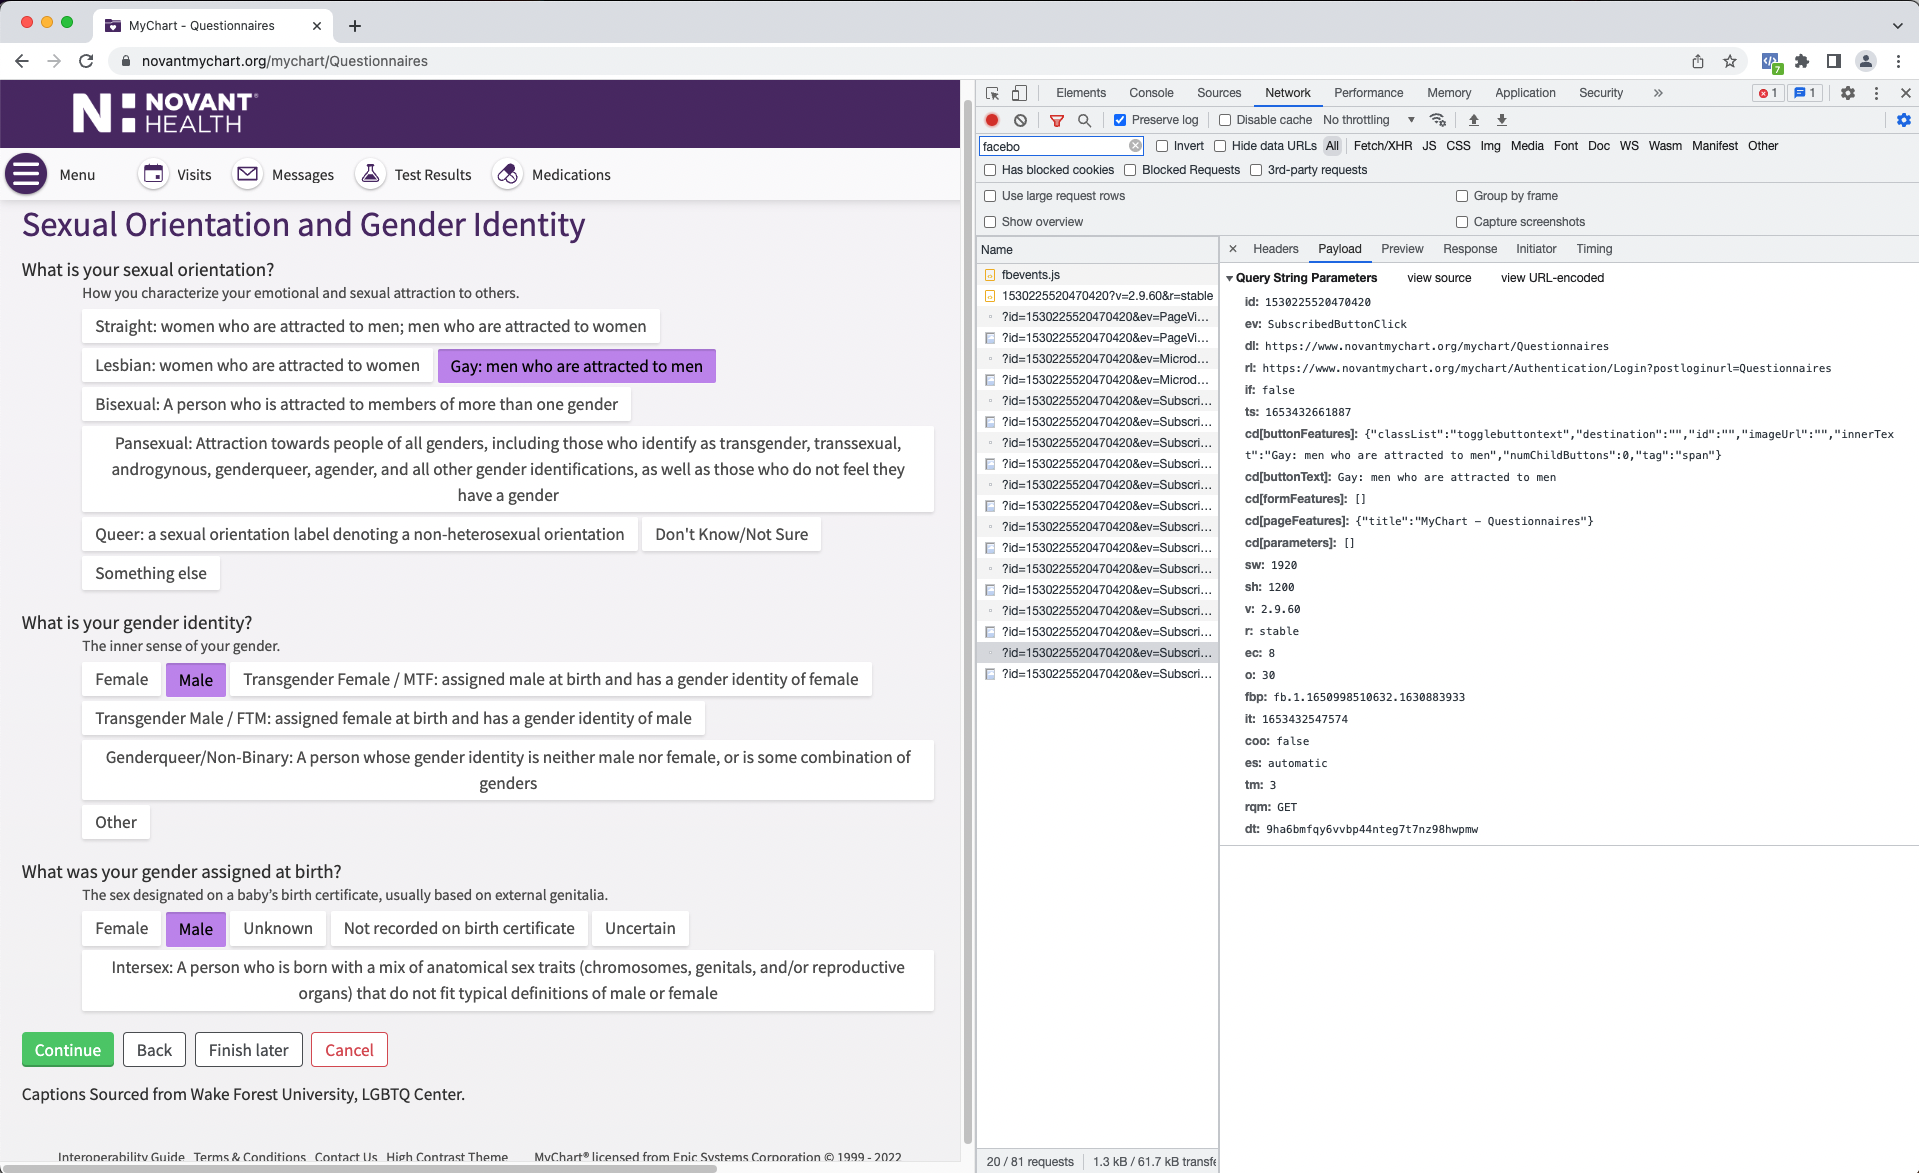 MyChart - Questionnaires
novantmychart.org/mychart/Questionnaires
7
NOVANT®
HEALTH
Menu Visits Messages Test Results Medications
Sexual Orientation and Gender Identity
What is your sexual orientation?
How you characterize your emotional and sexual attraction to others.
Straight: women who are attracted to men; men who are attracted to women
Lesbian: women who are attracted to women Gay: men who are attracted to men
Bisexual: A person who is attracted to members of more than one gender
Pansexual: Attraction towards people of all genders, including those who identify as transgender, transsexual,
androgynous, genderqueer, agender, and all other gender identifications, as well as those who do not feel they
have a gender
Queer: a sexual orientation label denoting a non-heterosexual orientation Don't Know/Not Sure
Something else
What is your gender identity?
The inner sense of your gender.
Female Male Transgender Female / MTF: assigned male at birth and has a gender identity of female
Transgender Male / FTM: assigned female at birth and has a gender identity of male
Genderqueer/Non-Binary: A person whose gender identity is neither male nor female, or is some combination of
genders
Other
What was your gender assigned at birth?
The sex designated on a baby’s birth certificate, usually based on external genitalia.
Female Male Unknown Not recorded on birth certificate Uncertain
Intersex: A person who is born with a mix of anatomical sex traits (chromosomes, genitals, and/or reproductive
organs) that do not fit typical definitions of male or female
Continue Back Finish later Cancel
Captions Sourced from Wake Forest University, LGBTQ Center.
Interoperability Guide Terms & Conditions Contact Us High Contrast Theme MyChart® licensed from Epic Systems Corporation © 1999 - 2022
Elements Console Sources Network Performance Memory Application Security » 1 1
Preserve log Disable cache No throttling
facebo Invert Hide data URLs All Fetch/XHR JS CSS Img Media Font Doc WS Wasm Manifest Other
Has blocked cookies Blocked Requests 3rd-party requests
Use large request rows Group by frame
Show overview Capture screenshots
Name
fbevents.js
1530225520470420?v=2.9.60&r=stable
?id=1530225520470420&ev=PageVi...
?id=1530225520470420&ev=PageVi...
?id=1530225520470420&ev=Microd...
?id=1530225520470420&ev=Microd...
?id=1530225520470420&ev=Subscri...
?id=1530225520470420&ev=Subscri...
?id=1530225520470420&ev=Subscri...
?id=1530225520470420&ev=Subscri...
?id=1530225520470420&ev=Subscri...
?id=1530225520470420&ev=Subscri...
?id=1530225520470420&ev=Subscri...
?id=1530225520470420&ev=Subscri...
?id=1530225520470420&ev=Subscri...
?id=1530225520470420&ev=Subscri...
?id=1530225520470420&ev=Subscri...
?id=1530225520470420&ev=Subscri...
?id=1530225520470420&ev=Subscri...
?id=1530225520470420&ev=Subscri...
20 / 81 requests 1.3 kB / 61.7 kB transfe
Headers Payload Preview Response Initiator Timing
Query String Parameters view source view URL-encoded
id: 1530225520470420
ev: SubscribedButtonClick
dl: https://www.novantmychart.org/mychart/Questionnaires
rl: https://www.novantmychart.org/mychart/Authentication/Login?postloginurl=Questionnaires
if: false
ts: 1653432661887
cd[buttonFeatures]: {"classList":"togglebuttontext","destination":"","id":"","imageUrl":"","innerTex
t":"Gay: men who are attracted to men","numChildButtons":0,"tag":"span"}
cd[buttonText]: Gay: men who are attracted to men
cd[formFeatures]: []
cd[pageFeatures]: {"title":"MyChart - Questionnaires"}
cd[parameters]: []
sw: 1920
sh: 1200
v: 2.9.60
r: stable
ec: 8
o: 30
fbp: fb.1.1650998510632.1630883933
it: 1653432547574
coo: false
es: automatic
tm: 3
rqm: GET
dt: 9ha6bmfqy6vvbp44nteg7t7nz98hwpmw